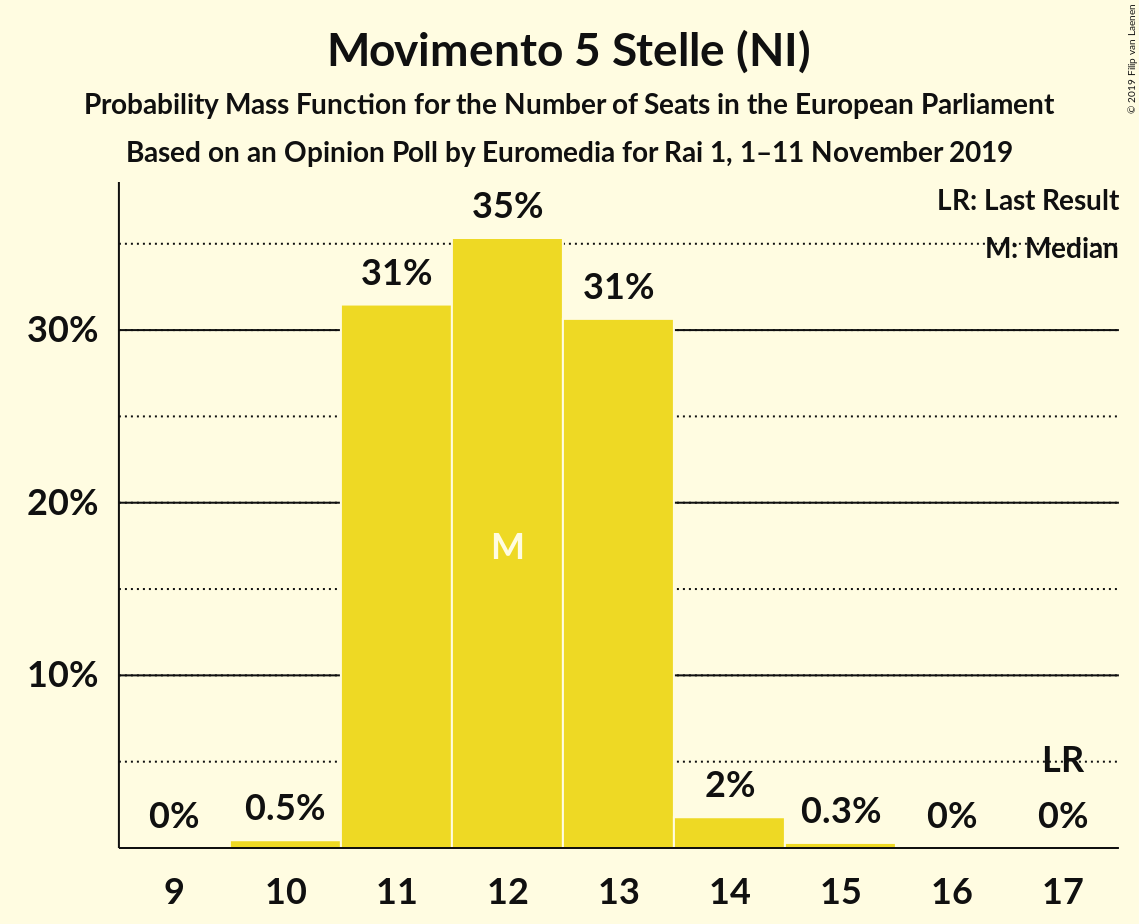 © 2019 Filip van Laenen
Movimento 5 Stelle (NI)
Probability Mass Function for the Number of Seats in the European Parliament
Based on an Opinion Poll by Euromedia for Rai 1, 1–11 November 2019
LR: Last Result
M: Median
35%
31%
31%
30%
20%
M
10%
LR
0%
0.5%
2%
0.3%
0%
0%
9 10 11 12 13 14 15 16 17